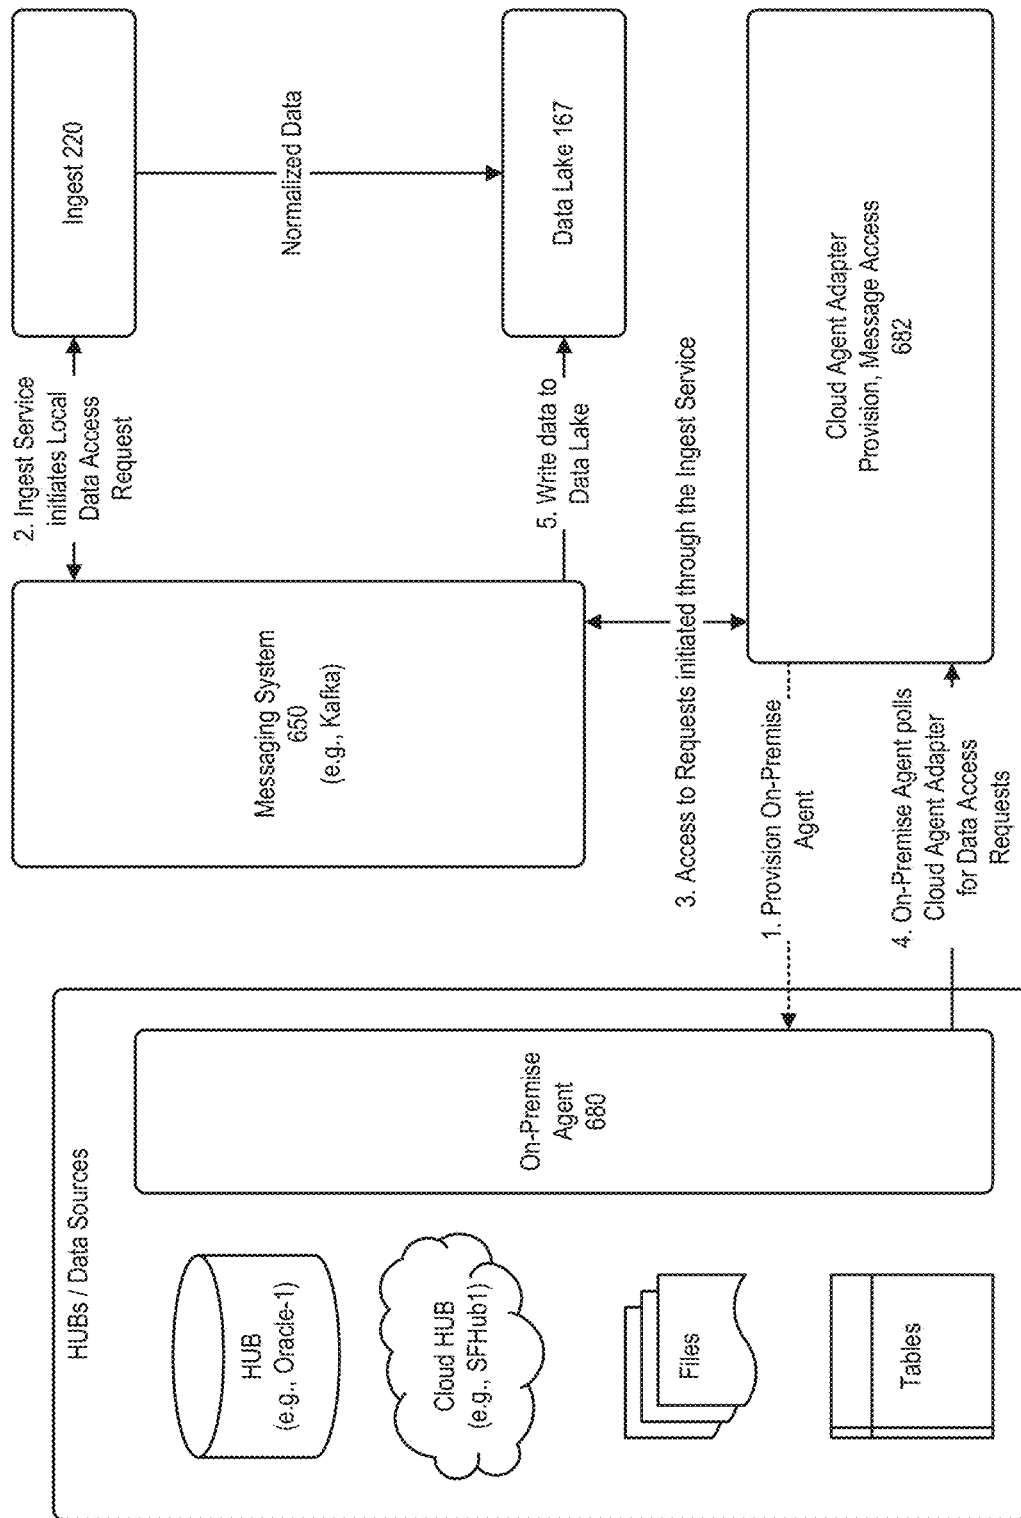 HUBs / Data Sources
HUB
(e.g., Oracle-1)
Cloud HUB
(e.g., SFHub1)
Files
Tables
On-Premise
Agent
680
Messaging System
650
(e.g., Kafka)
2. Ingest Service
initiates Local
Data Access
Request
Ingest 220
Normalized Data
5. Write data to
Data Lake
Data Lake 167
3. Access to Requests initiated through the Ingest Service
1. Provision On-Premise
Agent
4. On-Premise Agent polls
Cloud Agent Adapter
for Data Access
Requests
Cloud Agent Adapter
Provision, Message Access
682